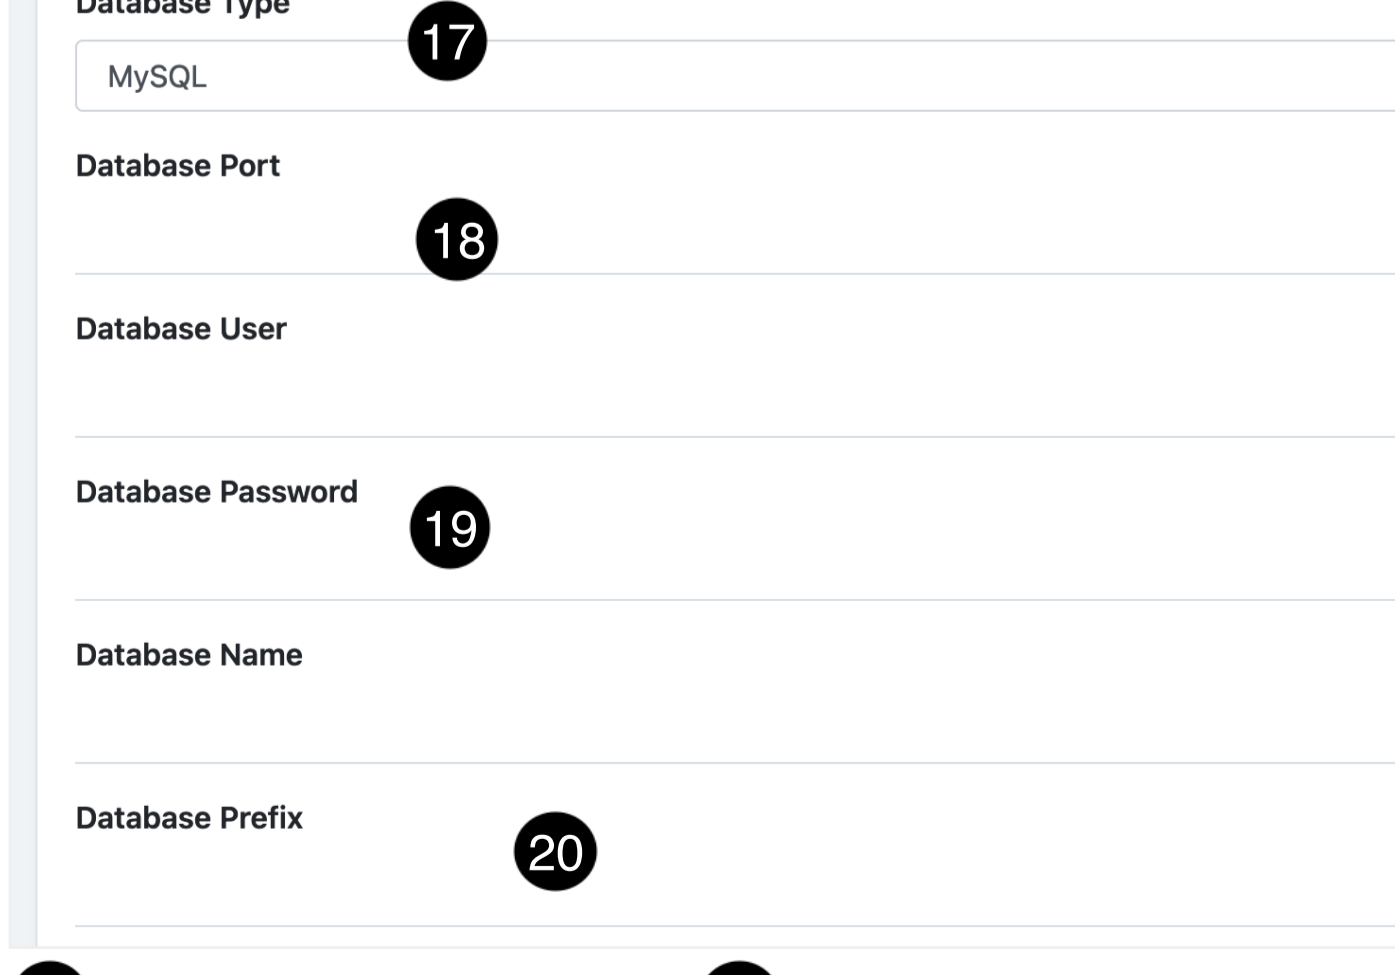 Database Type
17
MySQL
Database Port
18
Database User
Database Password
19
Database Name
Database Prefix
20